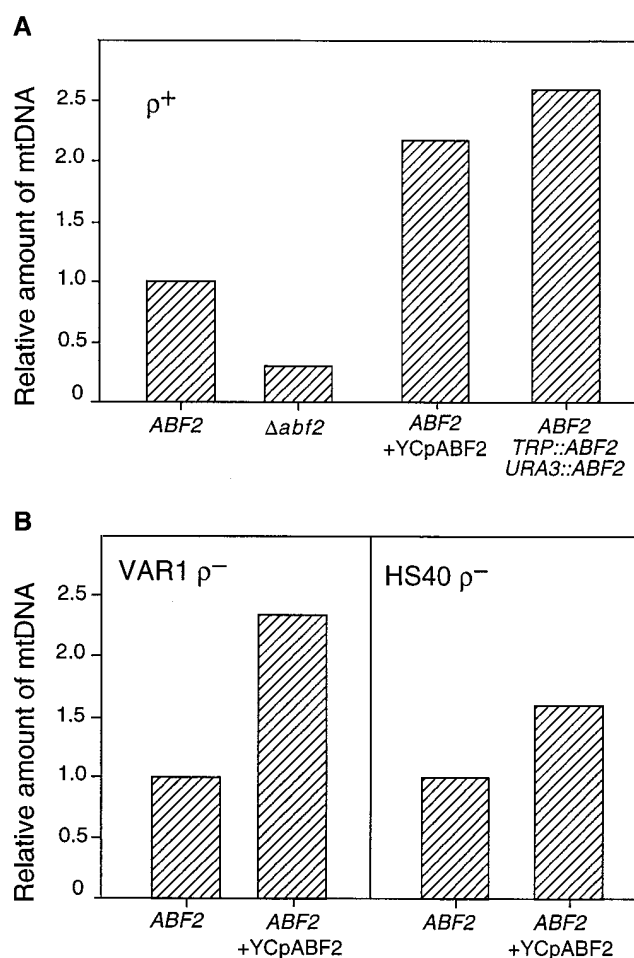 A
Relative amount of mtDNA
2.5
2.0
1.5
1.0
0.5
0
ρ+
ABF2
Δabf2
ABF2
+YCpABF2
ABF2
TRP::ABF2
URA3::ABF2
B
Relative amount of mtDNA
2.5
2.0
1.5
1.0
0.5
0
VAR1 ρ−
HS40 ρ−
ABF2
ABF2
+YCpABF2
ABF2
ABF2
+YCpABF2